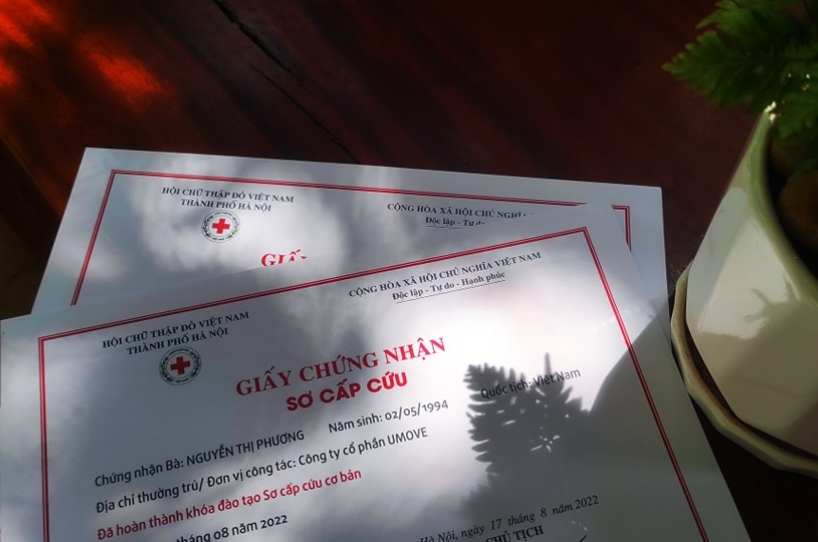 HỘI CHỮ THẬP ĐỎ VIỆT NAM
THÀNH PHỐ HÀ NỘI
CỘNG HÒA XÃ HỘI CHỦ NGHĨ
Độc lập - Tự d
GIẤ
HỘI CHỮ THẬP ĐỎ VIỆT NAM
THÀNH PHỐ HÀ NỘI
CỘNG HÒA XÃ HỘI CHỦ NGHĨA VIỆT NAM
Độc lập - Tự do - Hạnh phúc
GIẤY CHỨNG NHẬN
SƠ CẤP CỨU
Chứng nhận Bà: NGUYỄN THỊ PHƯƠNG Năm sinh: 02/05/1994 Quốc tịch: Việt Nam
Địa chỉ thường trú/ Đơn vị công tác: Công ty cổ phần UMOVE
Đã hoàn thành khóa đào tạo Sơ cấp cứu cơ bản
tháng 08 năm 2022
Hà Nội, ngày 17 tháng 8 năm 2022
CHỦ TỊCH